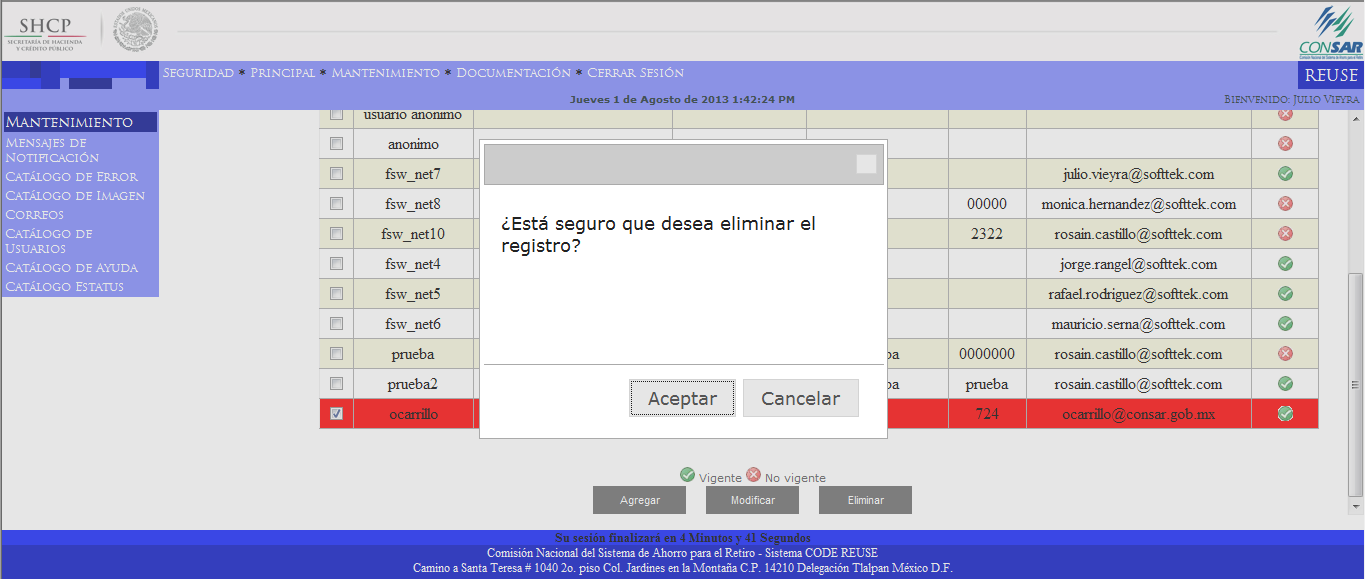 SHCP
SECRETARÍA DE HACIENDA
Y CRÉDITO PÚBLICO
CONSAR
SEGURIDAD * PRINCIPAL * MANTENIMIENTO * DOCUMENTACIÓN * CERRAR SESIÓN
REUSE
Jueves 1 de Agosto de 2013 1:42:24 PM
BIENVENIDO: JULIO VIEYRA
MANTENIMIENTO
MENSAJES DE
NOTIFICACIÓN
CATÁLOGO DE ERROR
CATÁLOGO DE IMAGEN
CORREOS
CATÁLOGO DE
USUARIOS
CATÁLOGO DE AYUDA
CATÁLOGO ESTATUS
usuario anonimo
anonimo
fsw_net7 julio.vieyra@softtek.com
fsw_net8 00000 monica.hernandez@softtek.com
fsw_net10 2322 rosain.castillo@softtek.com
fsw_net4 jorge.rangel@softtek.com
fsw_net5 rafael.rodriguez@softtek.com
fsw_net6 mauricio.serna@softtek.com
prueba ba 0000000 rosain.castillo@softtek.com
prueba2 ba prueba rosain.castillo@softtek.com
ocarrillo 724 ocarrillo@consar.gob.mx
¿Está seguro que desea eliminar el
registro?
Aceptar Cancelar
Vigente No vigente
Agregar Modificar Eliminar
Su sesión finalizará en 4 Minutos y 41 Segundos
Comisión Nacional del Sistema de Ahorro para el Retiro - Sistema CODE REUSE
Camino a Santa Teresa # 1040 2o. piso Col. Jardines en la Montaña C.P. 14210 Delegación Tlalpan México D.F.